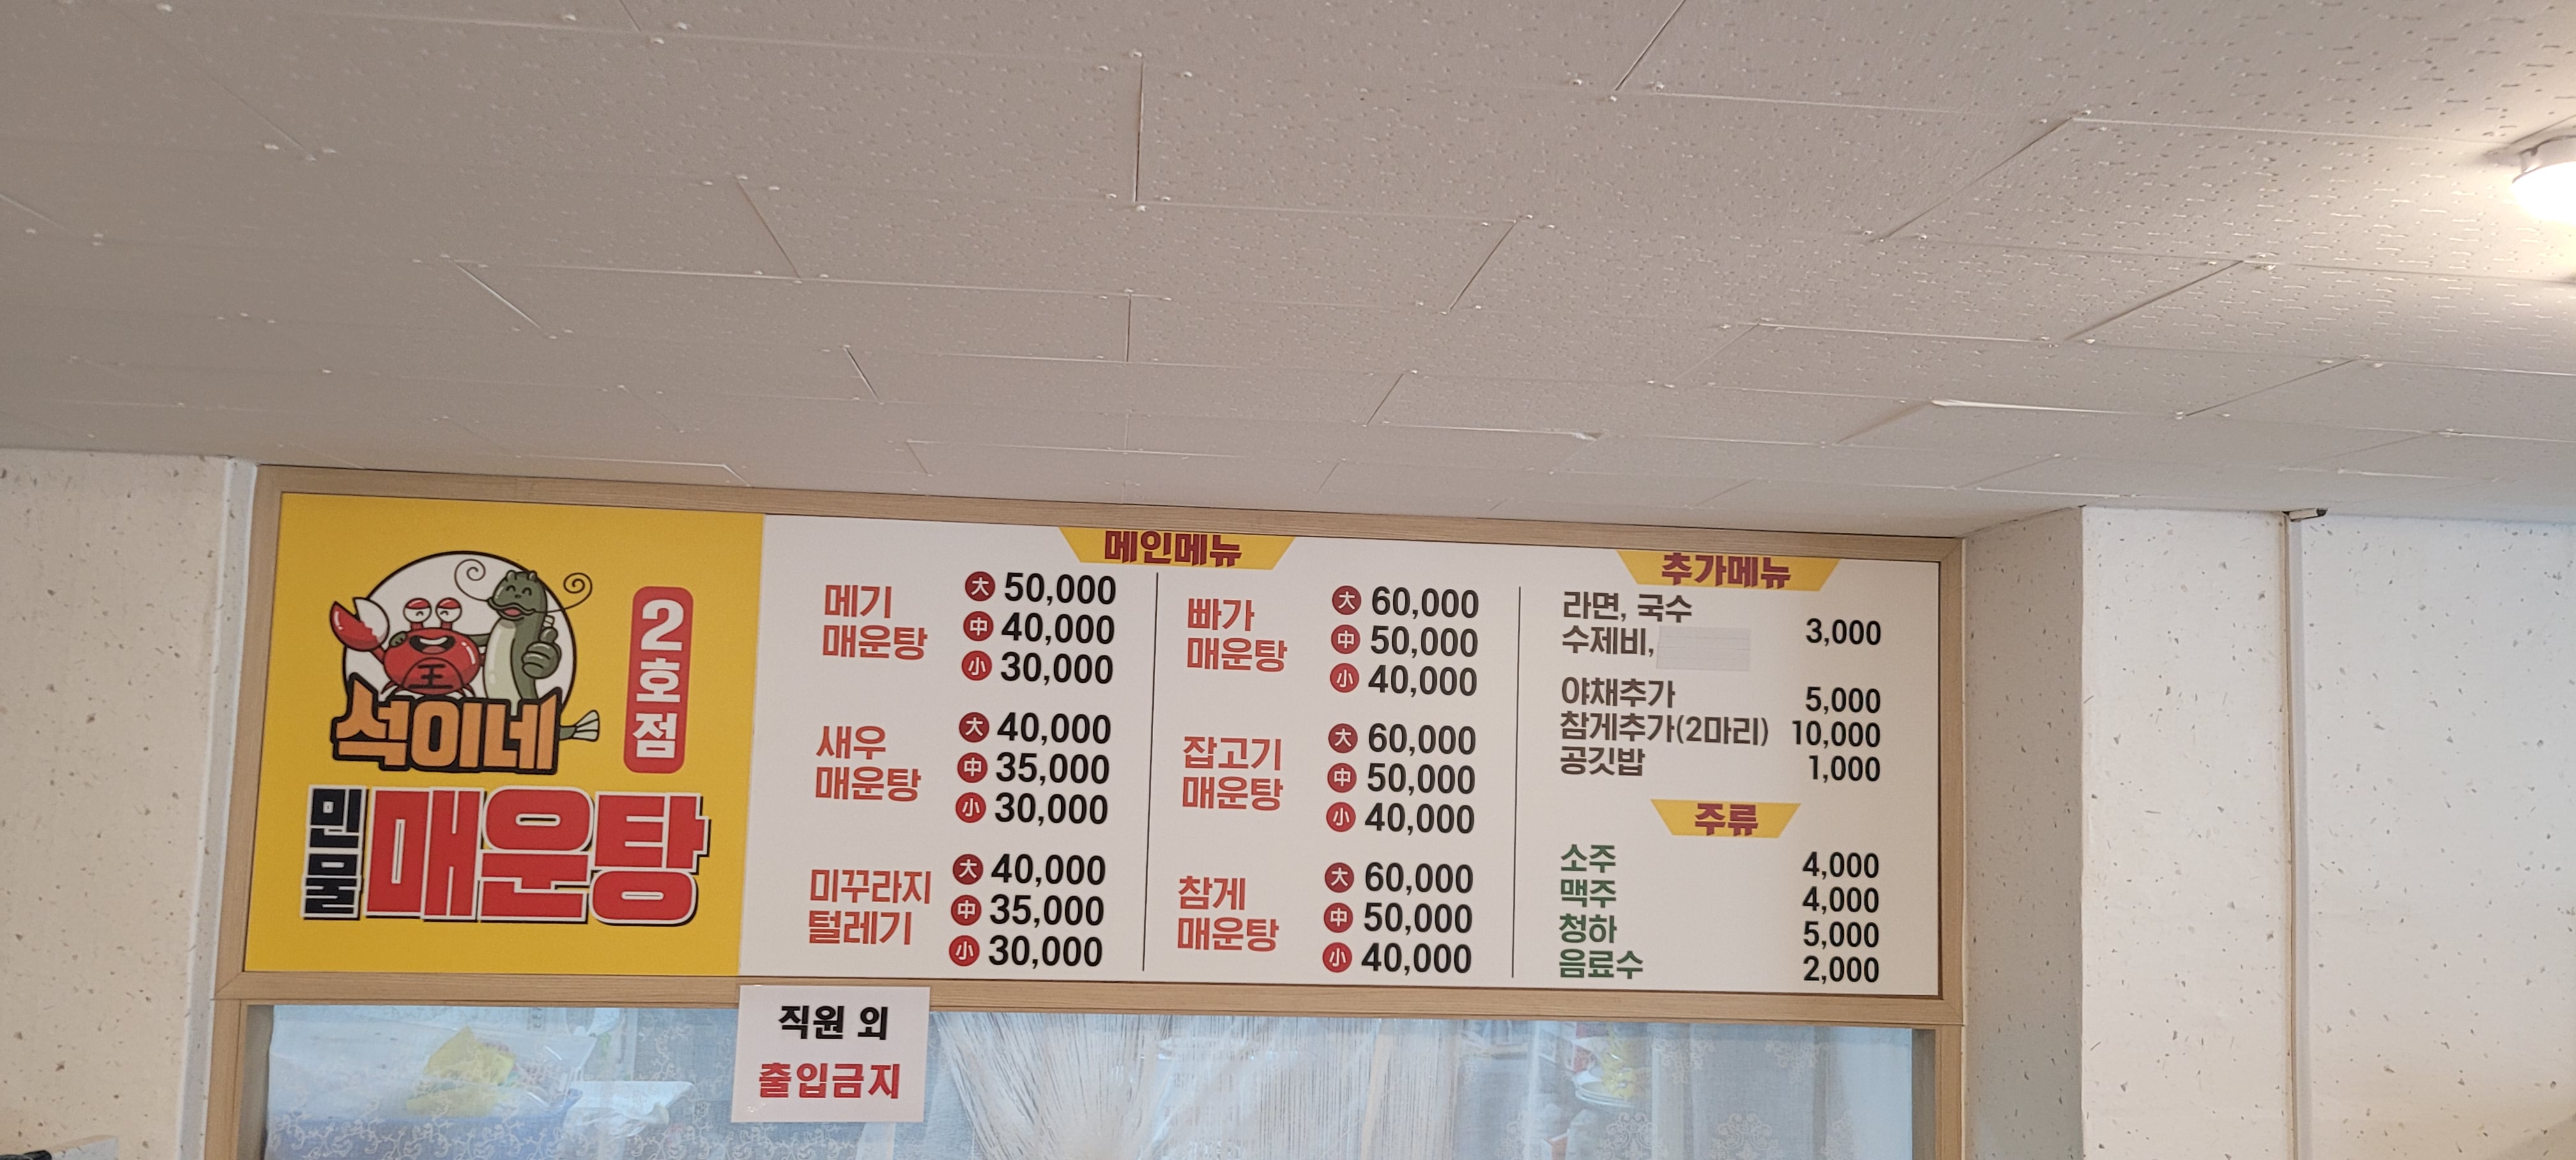 王
석이네
2호점
민물
매운탕
메인메뉴
메기
매운탕
大 50,000
中 40,000
小 30,000
새우
매운탕
大 40,000
中 35,000
小 30,000
미꾸라지
털레기
大 40,000
中 35,000
小 30,000
빠가
매운탕
大 60,000
中 50,000
小 40,000
잡고기
매운탕
大 60,000
中 50,000
小 40,000
참게
매운탕
大 60,000
中 50,000
小 40,000
추가메뉴
라면, 국수
수제비,
3,000
야채추가 5,000
참게추가(2마리) 10,000
공깃밥 1,000
주류
소주 4,000
맥주 4,000
청하 5,000
음료수 2,000
직원 외
출입금지